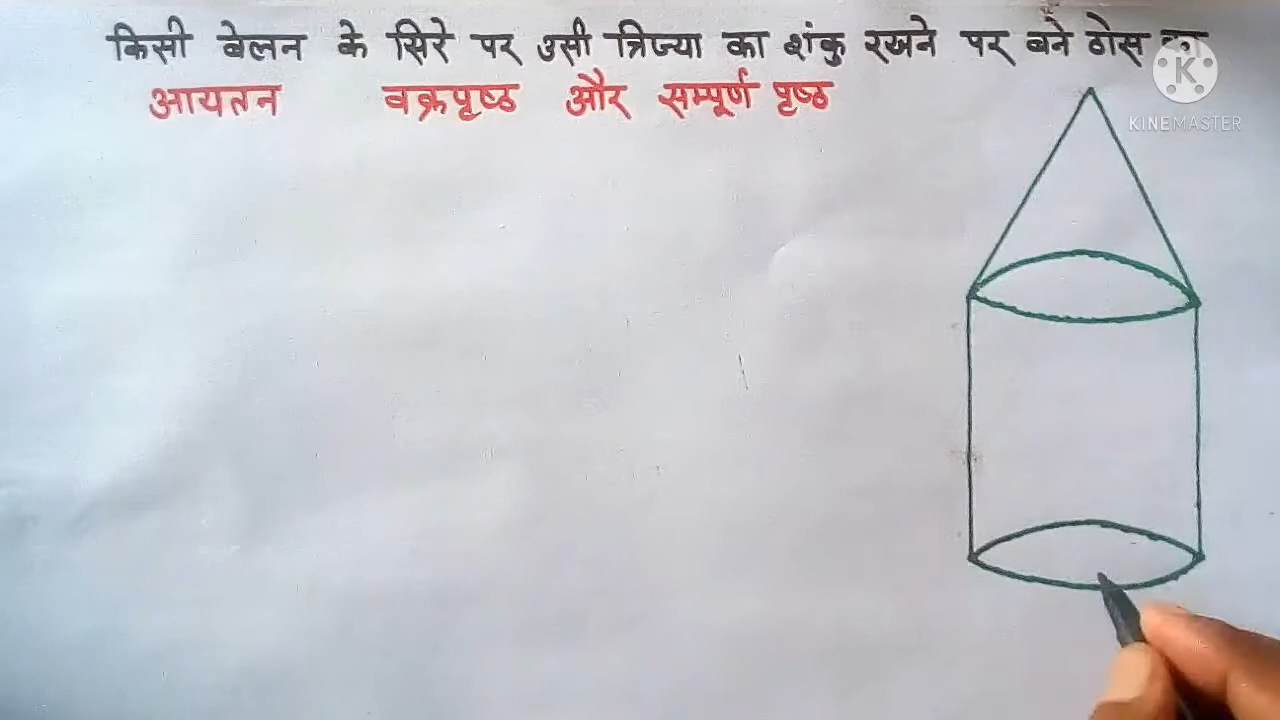 किसी बेलन के सिरे पर उसी त्रिज्या का शंकु रखने पर बने ठोस का
आयतन वक्रपृष्ठ और सम्पूर्ण पृष्ठ
K
KINEMASTER